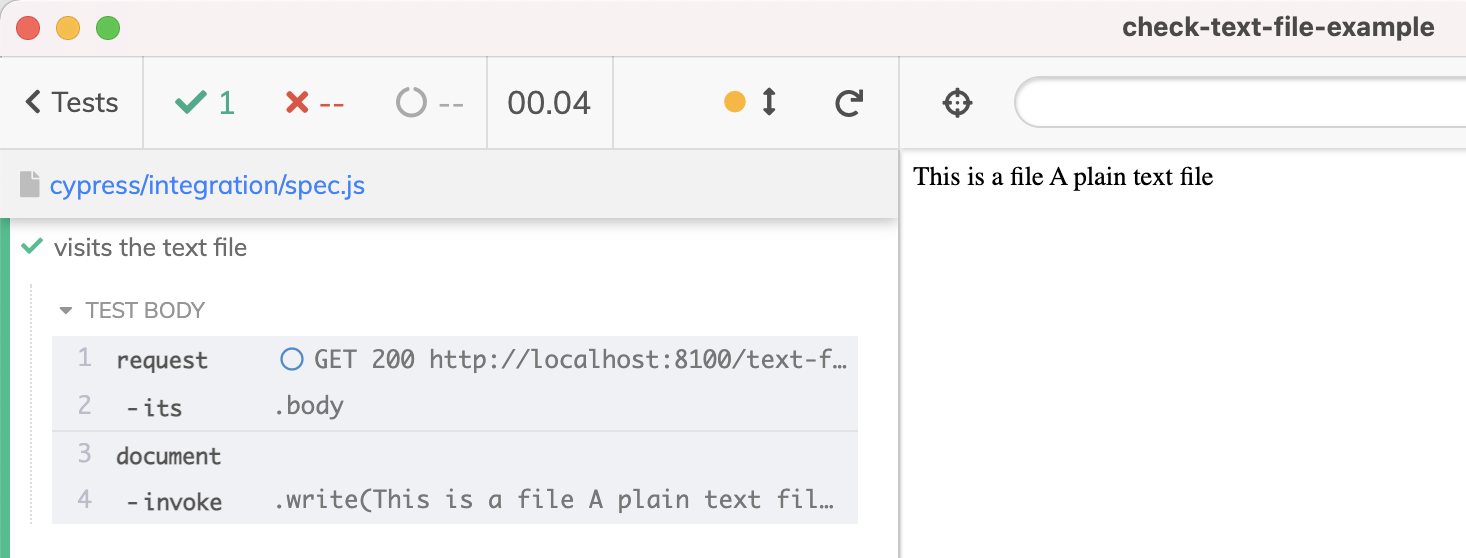 check-text-file-example
Tests 1 -- -- 00.04
cypress/integration/spec.js
This is a file A plain text file
visits the text file
TEST BODY
1 request GET 200 http://localhost:8100/text-f…
2 -its .body
3 document
4 -invoke .write(This is a file A plain text fil…